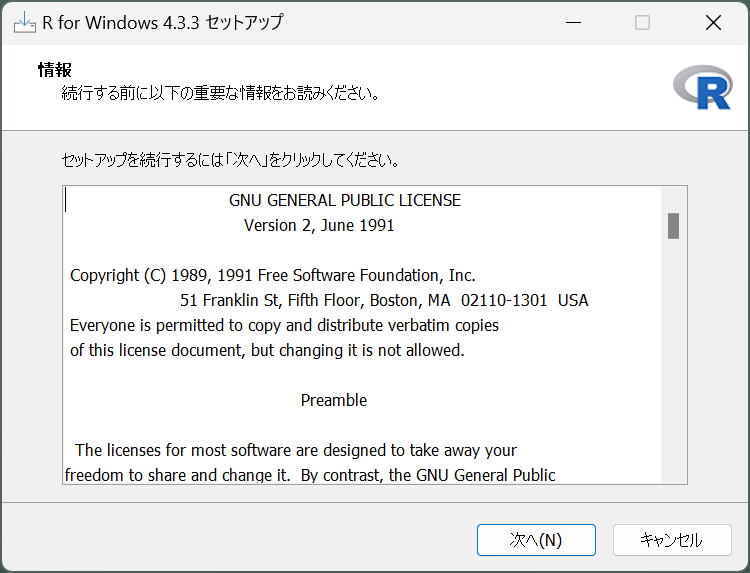 R for Windows 4.3.3 セットアップ
情報
続行する前に以下の重要な情報をお読みください。
R
セットアップを続行するには「次へ」をクリックしてください。
GNU GENERAL PUBLIC LICENSE
Version 2, June 1991
Copyright (C) 1989, 1991 Free Software Foundation, Inc.
51 Franklin St, Fifth Floor, Boston, MA  02110-1301  USA
Everyone is permitted to copy and distribute verbatim copies
of this license document, but changing it is not allowed.
Preamble
The licenses for most software are designed to take away your
freedom to share and change it.  By contrast, the GNU General Public
次へ(N)
キャンセル